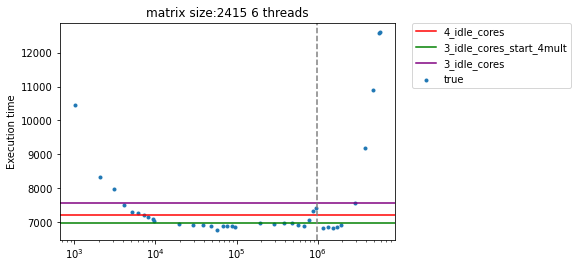 matrix size:2415 6 threads
Execution time
12000
11000
10000
9000
8000
7000
10³
10⁴
10⁵
10⁶
4_idle_cores
3_idle_cores_start_4mult
3_idle_cores
true